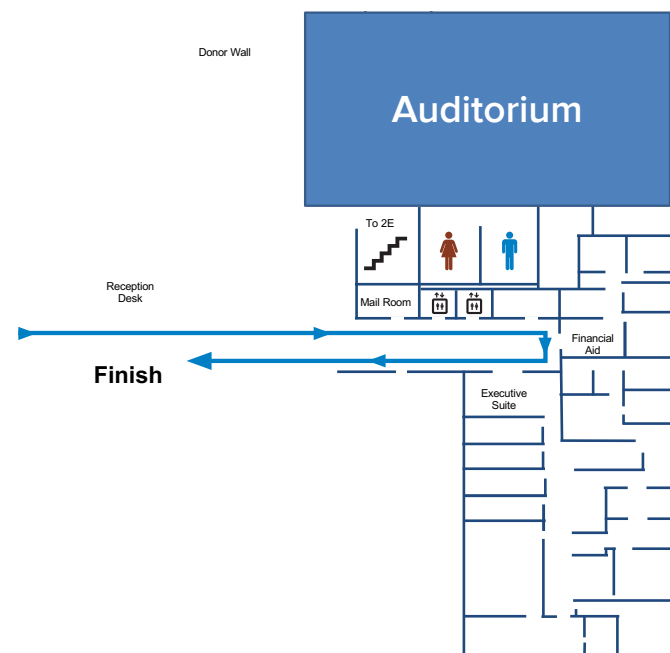 Donor Wall
Auditorium
To 2E
Reception
Desk
Mail Room
Financial
Aid
Finish
Executive
Suite